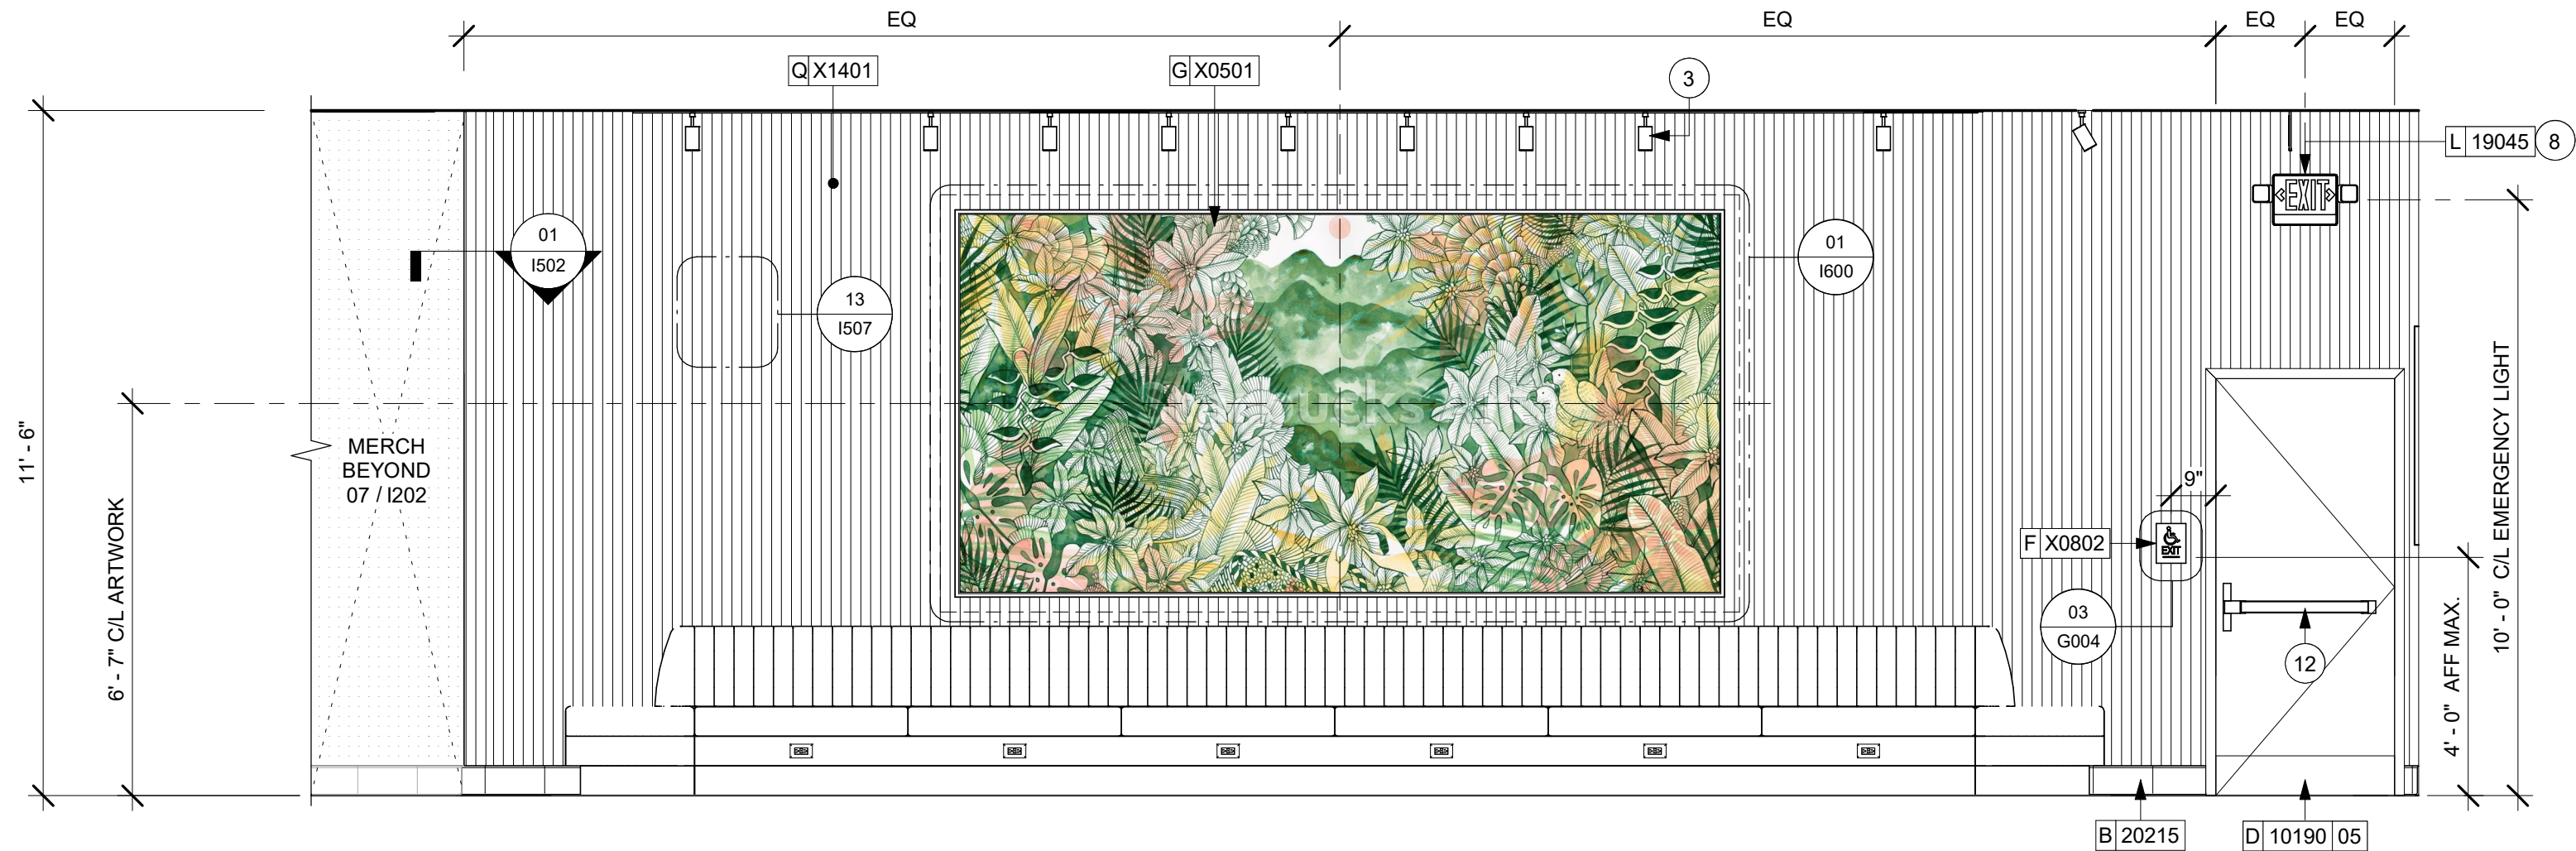 EQ
EQ
EQ
EQ
Q X1401
G X0501
3
L 19045 8
EXIT
01
I502
01
I600
13
I507
11' - 6"
6' - 7" C/L ARTWORK
MERCH
BEYOND
07 / I202
9"
F X0802
EXIT
03
G004
12
4' - 0" AFF MAX.
10' - 0" C/L EMERGENCY LIGHT
B 20215
D 10190 05